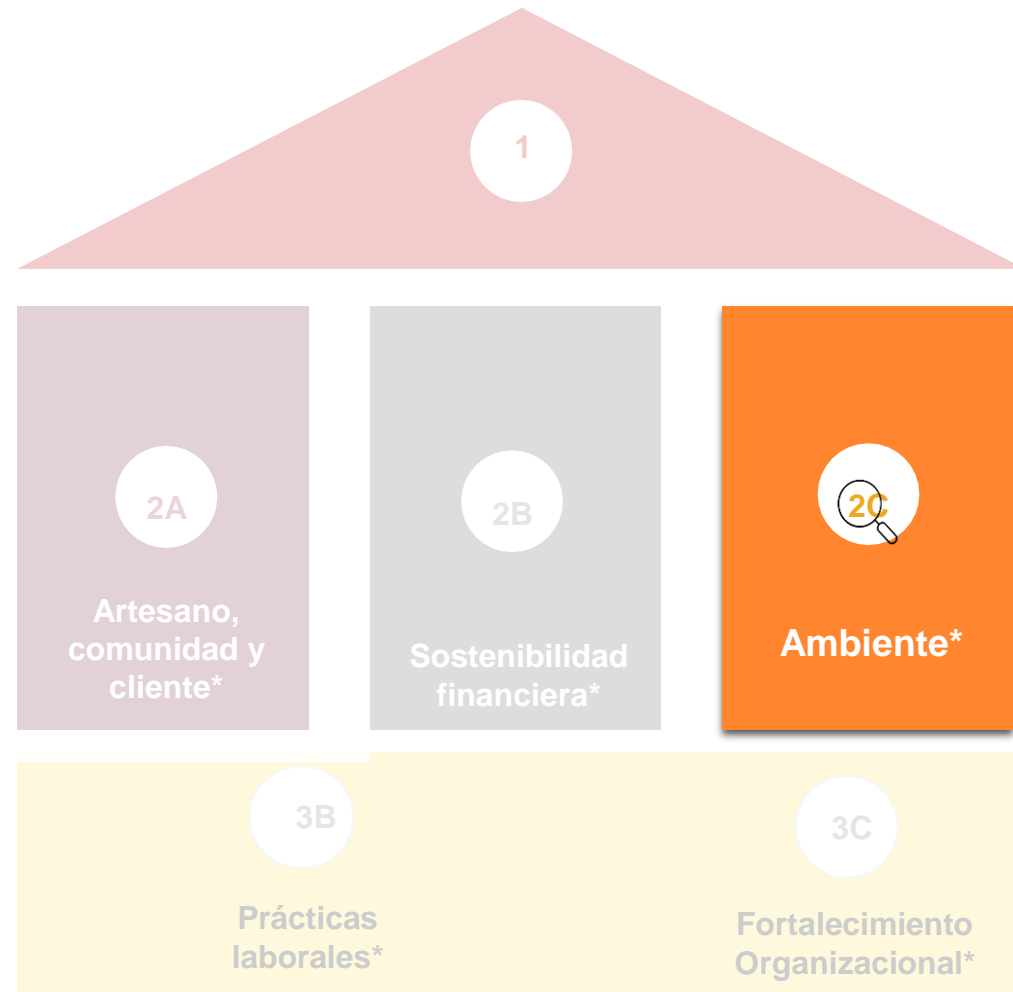 1
2A
Artesano,
comunidad y
cliente*
2B
Sostenibilidad
financiera*
2C
Ambiente*
3B
Prácticas
laborales*
3C
Fortalecimiento
Organizacional*